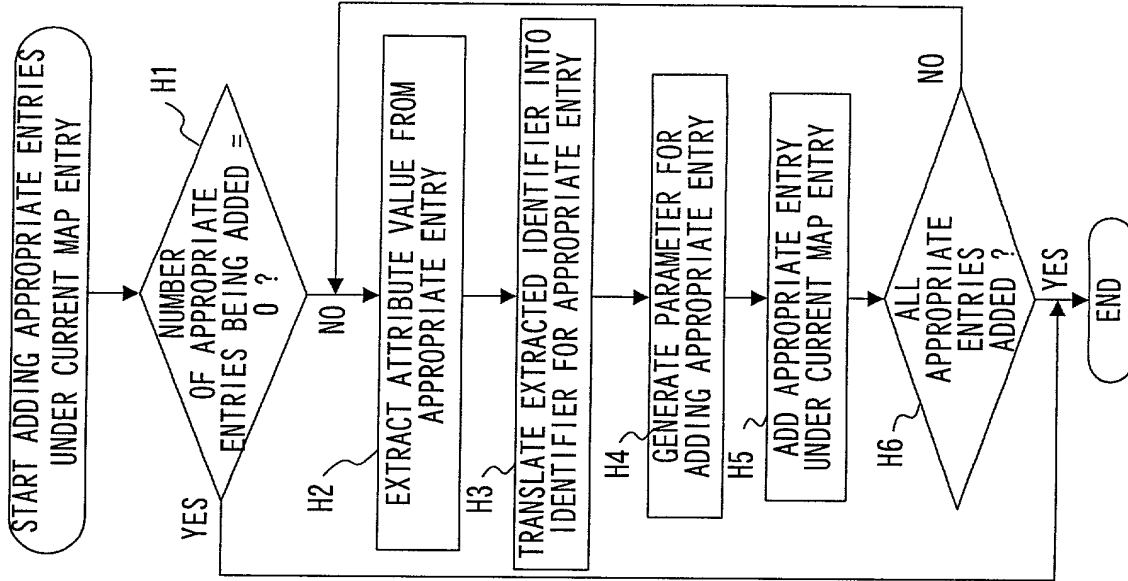 START ADDING APPROPRIATE ENTRIES
UNDER CURRENT MAP ENTRY
H1
NUMBER
OF APPROPRIATE
ENTRIES BEING ADDED =
0 ?
YES
NO
H2
EXTRACT ATTRIBUTE VALUE FROM
APPROPRIATE ENTRY
H3
TRANSLATE EXTRACTED IDENTIFIER INTO
IDENTIFIER FOR APPROPRIATE ENTRY
H4
GENERATE PARAMETER FOR
ADDING APPROPRIATE ENTRY
H5
ADD APPROPRIATE ENTRY
UNDER CURRENT MAP ENTRY
H6
ALL
APPROPRIATE
ENTRIES
ADDED ?
NO
YES
END